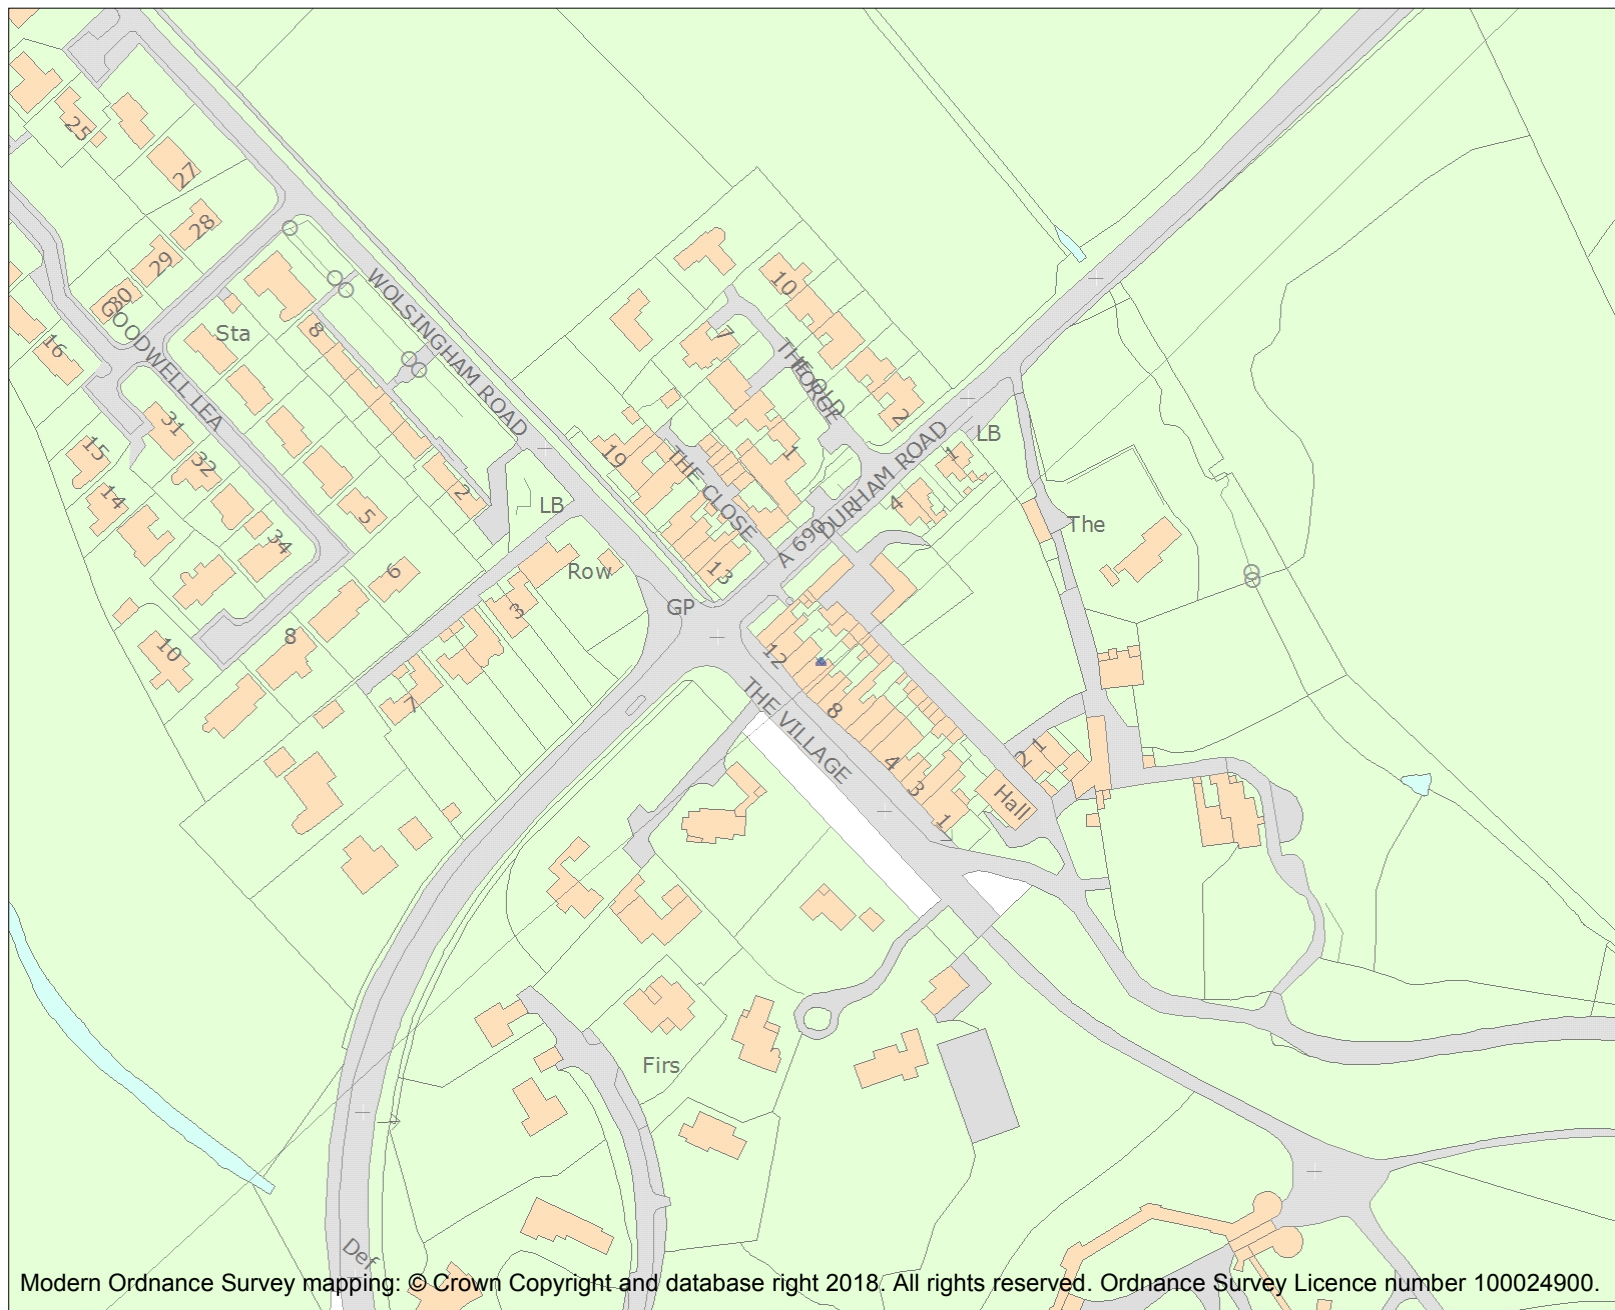 25
27
28
29
30
GOODWELL LEA
16
Sta
8
WOLSINGHAM ROAD
10
7
THE OLD
FORGE
2
31
15
32
14
2
5
34
LB
19
THE CLOSE
1
LB
1
4
A 690
DURHAM ROAD
The
6
Row
13
GP
3
8
10
7
12
8
THE VILLAGE
4
3
1
2 1
Hall
Firs
Def
Modern Ordnance Survey mapping: © Crown Copyright and database right 2018. All rights reserved. Ordnance Survey Licence number 100024900.